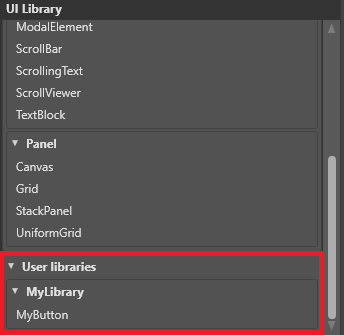 UI Library
ModalElement
ScrollBar
ScrollingText
ScrollViewer
TextBlock
Panel
Canvas
Grid
StackPanel
UniformGrid
User libraries
MyLibrary
MyButton